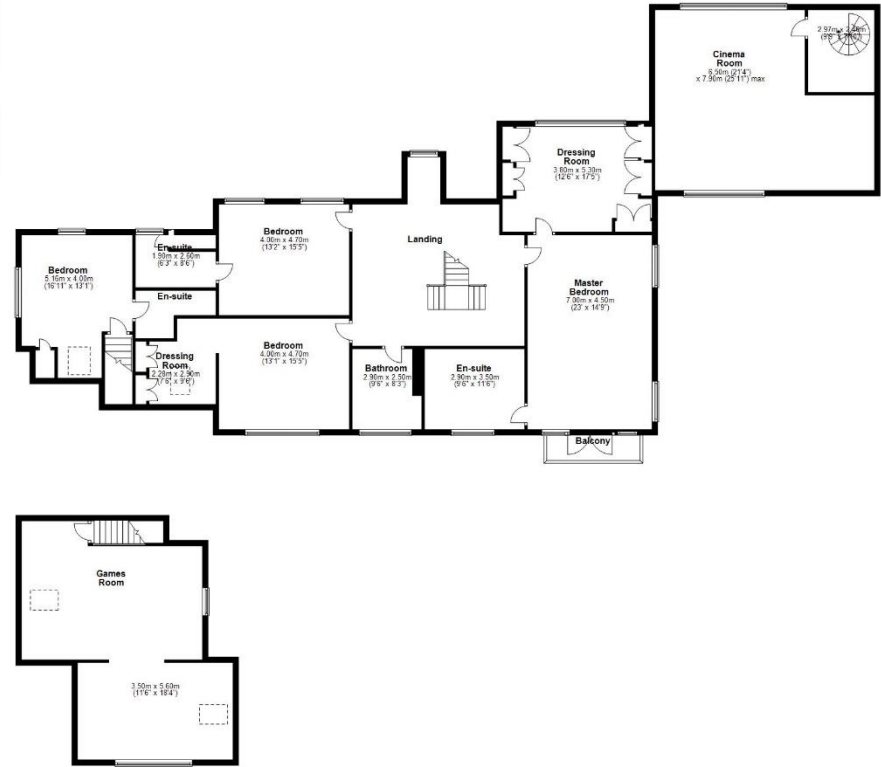 Cinema
Room
6.50m (21'4")
x 7.90m (25'11") max
Dressing
Room
3.80m x 5.30m
(12'6" x 17'5")
Bedroom
4.00m x 4.70m
(13'2" x 15'5")
Landing
En-suite
1.90m x 2.60m
(6'3" x 8'6")
Bedroom
5.16m x 4.00m
(16'11" x 13'1")
En-suite
Master
Bedroom
7.00m x 4.50m
(23' x 14'9")
Bedroom
4.00m x 4.70m
(13'1" x 15'5")
Dressing
Room
2.28m x 2.90m
(7'6" x 9'6")
Bathroom
2.90m x 2.50m
(9'6" x 8'3")
En-suite
2.90m x 3.50m
(9'6" x 11'6")
Balcony
Games
Room
3.50m x 5.60m
(11'6" x 18'4")